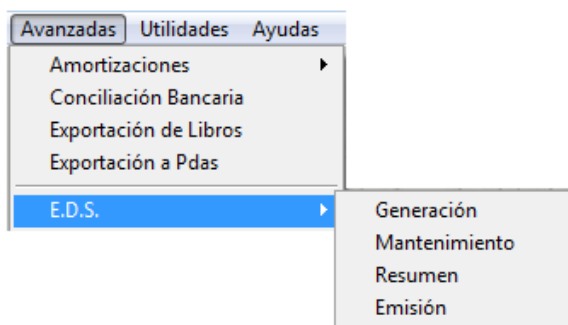 Avanzadas Utilidades Ayudas
Amortizaciones
Conciliación Bancaria
Exportación de Libros
Exportación a Pdas
E.D.S.
Generación
Mantenimiento
Resumen
Emisión